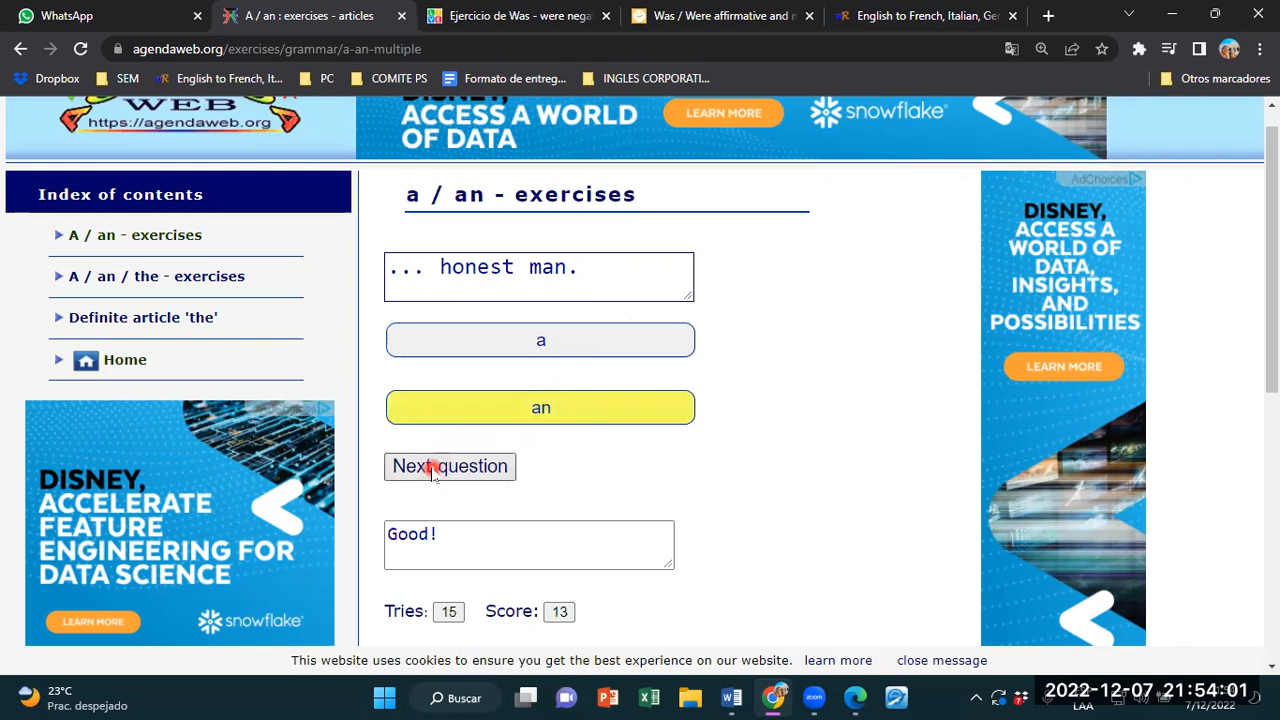 WhatsApp
A / an : exercises - articles
Ejercicio de Was - were negat
Was / Were affirmative and n
English to French, Italian, Ger
agendaweb.org/exercises/grammar/a-an-multiple
Dropbox
SEM
English to French, It...
PC
COMITE PS
Formato de entreg...
INGLES CORPORATI...
Otros marcadores
WEB
https://agendaweb.org
ACCESS A WORLD
OF DATA
LEARN MORE
snowflake
Index of contents
A / an - exercises
A / an / the - exercises
Definite article 'the'
Home
DISNEY,
ACCELERATE
FEATURE
ENGINEERING FOR
DATA SCIENCE
LEARN MORE
snowflake
a / an - exercises
... honest man.
a
an
Next question
Good!
Tries: 15 Score: 13
AdChoices
DISNEY,
ACCESS A
WORLD OF
DATA,
INSIGHTS,
AND
POSSIBILITIES
LEARN MORE
This website uses cookies to ensure you get the best experience on our website. learn more close message
23°C
Prac. despejado
Buscar
zoom
2022-12-07 21:54:01
LAA
7/12/2022